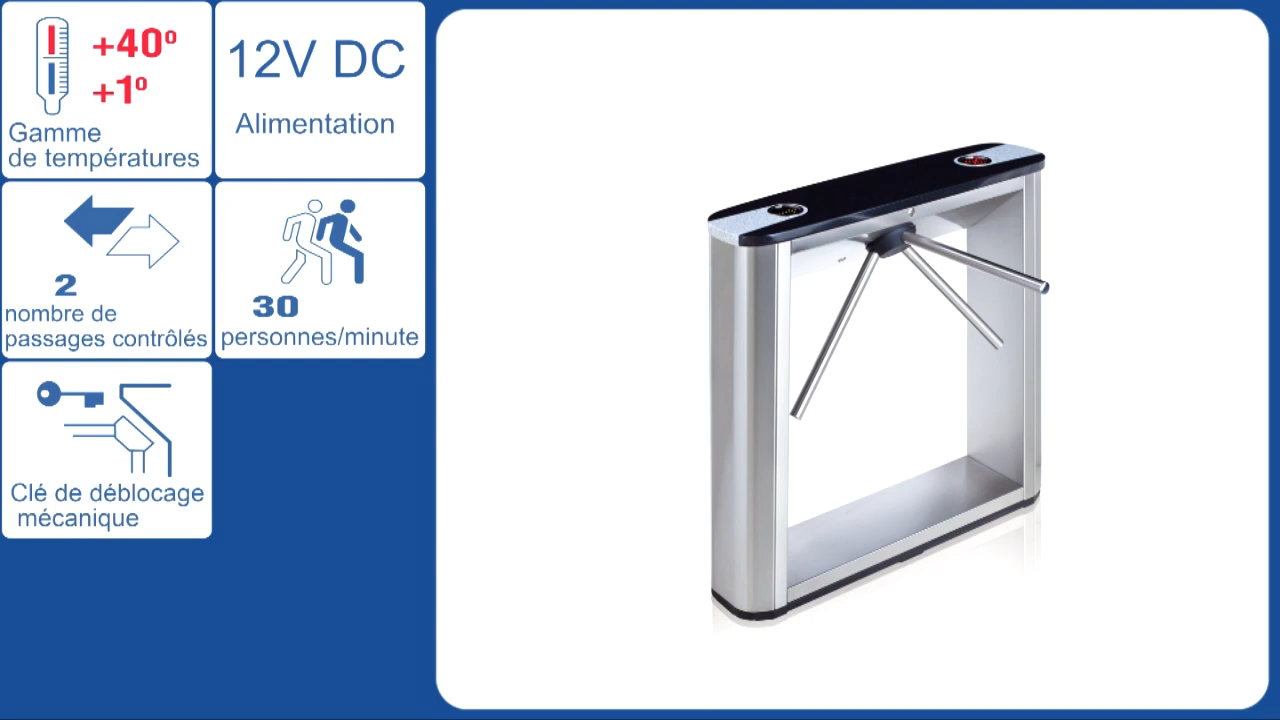 +40º
+1º
Gamme
de températures
12V DC
Alimentation
2
nombre de
passages contrôlés
30
personnes/minute
Clé de déblocage
mécanique